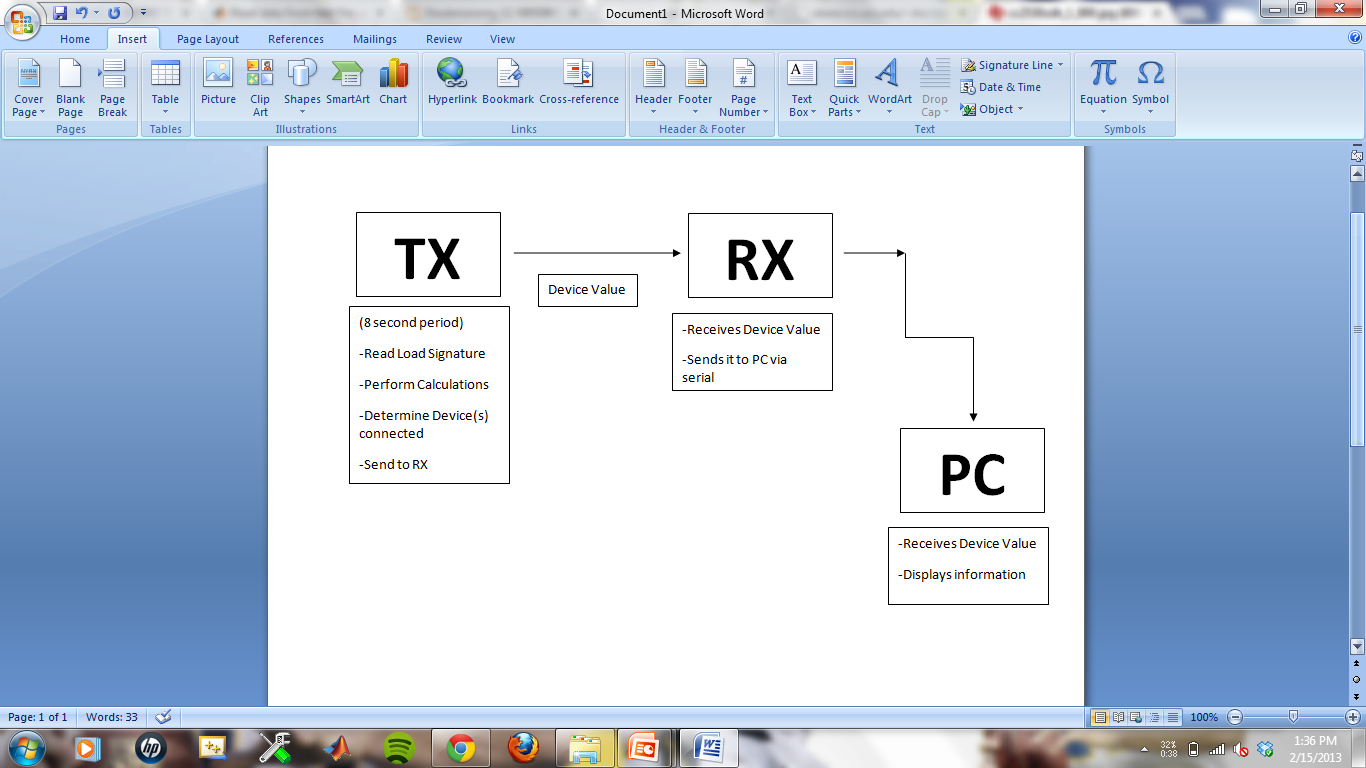 Document1 - Microsoft Word
Home Insert Page Layout References Mailings Review View
Cover Page
Blank Page
Page Break
Pages
Table
Tables
Picture
Clip Art
Shapes
SmartArt
Chart
Illustrations
Hyperlink
Bookmark
Cross-reference
Links
Header
Footer
Page Number
Header & Footer
Text Box
Quick Parts
WordArt
Drop Cap
Signature Line
Date & Time
Object
Text
Equation
Symbol
Symbols
TX
(8 second period)
-Read Load Signature
-Perform Calculations
-Determine Device(s)
connected
-Send to RX
Device Value
RX
-Receives Device Value
-Sends it to PC via
serial
PC
-Receives Device Value
-Displays information
Page: 1 of 1 Words: 33 100%
32%
0:38
1:36 PM
2/15/2013